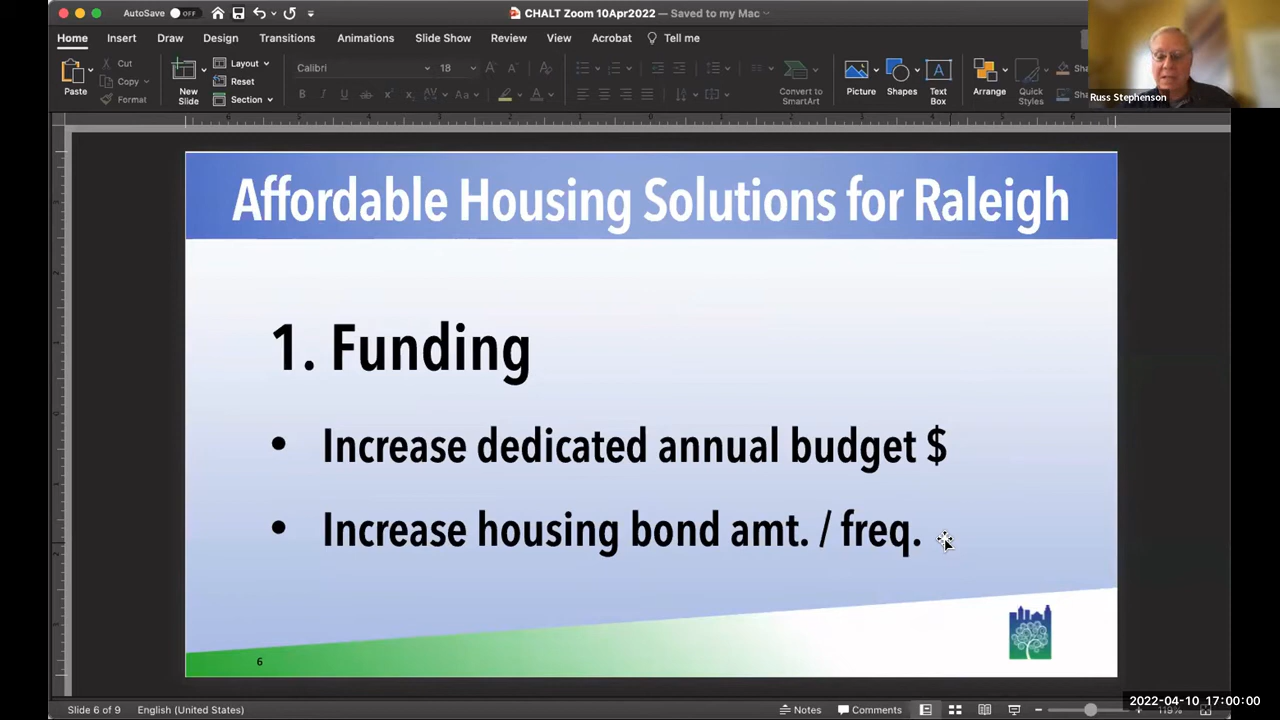 AutoSave OFF
CHALT Zoom 10Apr2022 — Saved to my Mac
Home Insert Draw Design Transitions Animations Slide Show Review View Acrobat Tell me
Paste
Cut
Copy
Format
New Slide
Layout
Reset
Section
Calibri 18
Convert to SmartArt
Picture
Shapes
Text Box
Arrange
Quick Styles
Russ Stephenson
Affordable Housing Solutions for Raleigh
1. Funding
• Increase dedicated annual budget $
• Increase housing bond amt. / freq.
6
Slide 6 of 9 English (United States) Notes Comments
2022-04-10 17:00:00